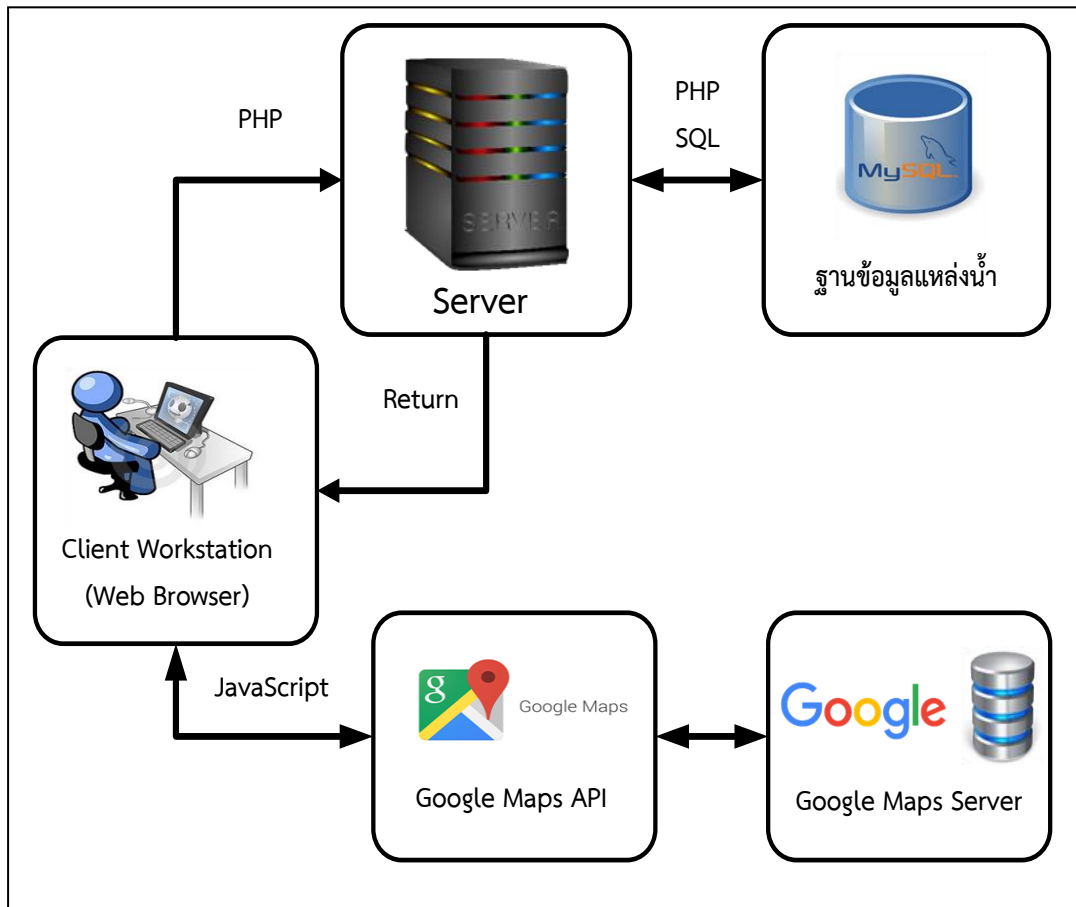 PHP
SERVER
Server
PHP
SQL
MySQL
ฐานข้อมูลแหล่งน้ำ
Return
Client Workstation
(Web Browser)
JavaScript
g
Google Maps
Google Maps API
Google
Google Maps Server